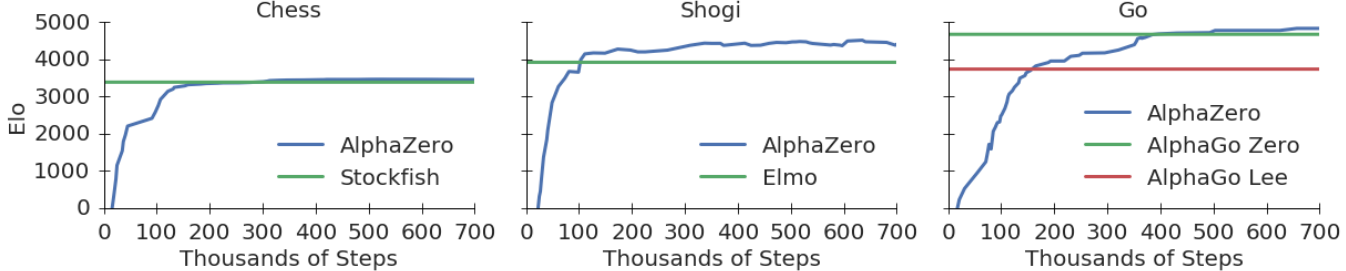 Chess
Elo
5000
4000
3000
2000
1000
0
AlphaZero
Stockfish
0 100 200 300 400 500 600 700
Thousands of Steps
Shogi
AlphaZero
Elmo
0 100 200 300 400 500 600 700
Thousands of Steps
Go
AlphaZero
AlphaGo Zero
AlphaGo Lee
0 100 200 300 400 500 600 700
Thousands of Steps